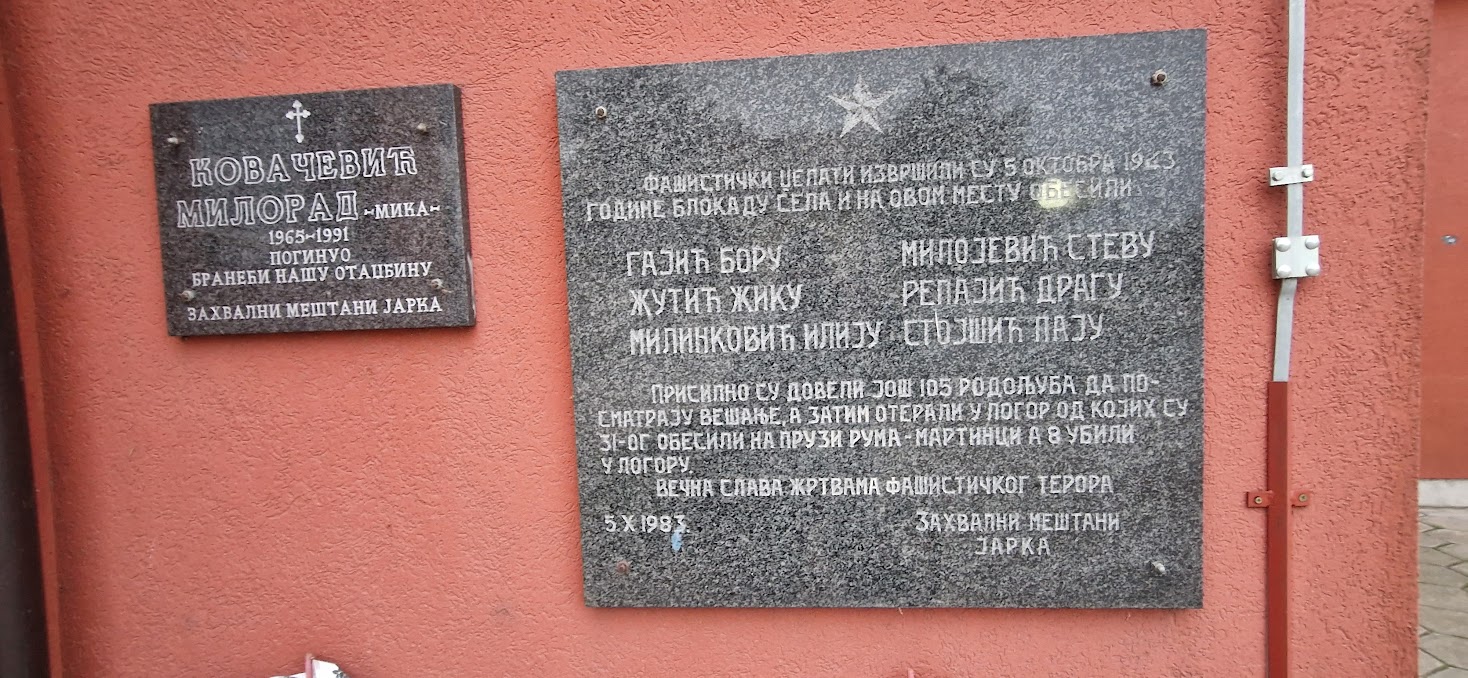 КОВАЧЕВИЋ
МИЛОРАД -МИКА-
1965-1991
ПОГИНУО
БРАНЕЋИ НАШУ ОТАЏБИНУ
ЗАХВАЛНИ МЕШТАНИ ЈАРКА
ФАШИСТИЧКИ ЏЕЛАТИ ИЗВРШИЛИ СУ 5 ОКТОБРА 1943
ГОДИНЕ БЛОКАДУ СЕЛА И НА ОВОМ МЕСТУ ОБЕСИЛИ
ГАЈИЋ БОРУ МИЛОЈЕВИЋ СТЕВУ
ЖУТИЋ ЖИКУ РЕПАЈИЋ ДРАГУ
МИЛИНКОВИЋ ИЛИЈУ СТОЈШИЋ ПАЈУ
ПРИСИЛНО СУ ДОВЕЛИ ЈОШ 105 РОДОЉУБА ДА ПО-
СМАТРАЈУ ВЕШАЊЕ, А ЗАТИМ ОТЕРАЛИ У ЛОГОР ОД КОЈИХ СУ
31-ОГ ОБЕСИЛИ НА ПРУЗИ РУМА-МАРТИНЦИ А 8 УБИЛИ
У ЛОГОРУ.
ВЕЧНА СЛАВА ЖРТВАМА ФАШИСТИЧКОГ ТЕРОРА
5.X 1983. ЗАХВАЛНИ МЕШТАНИ
ЈАРКА